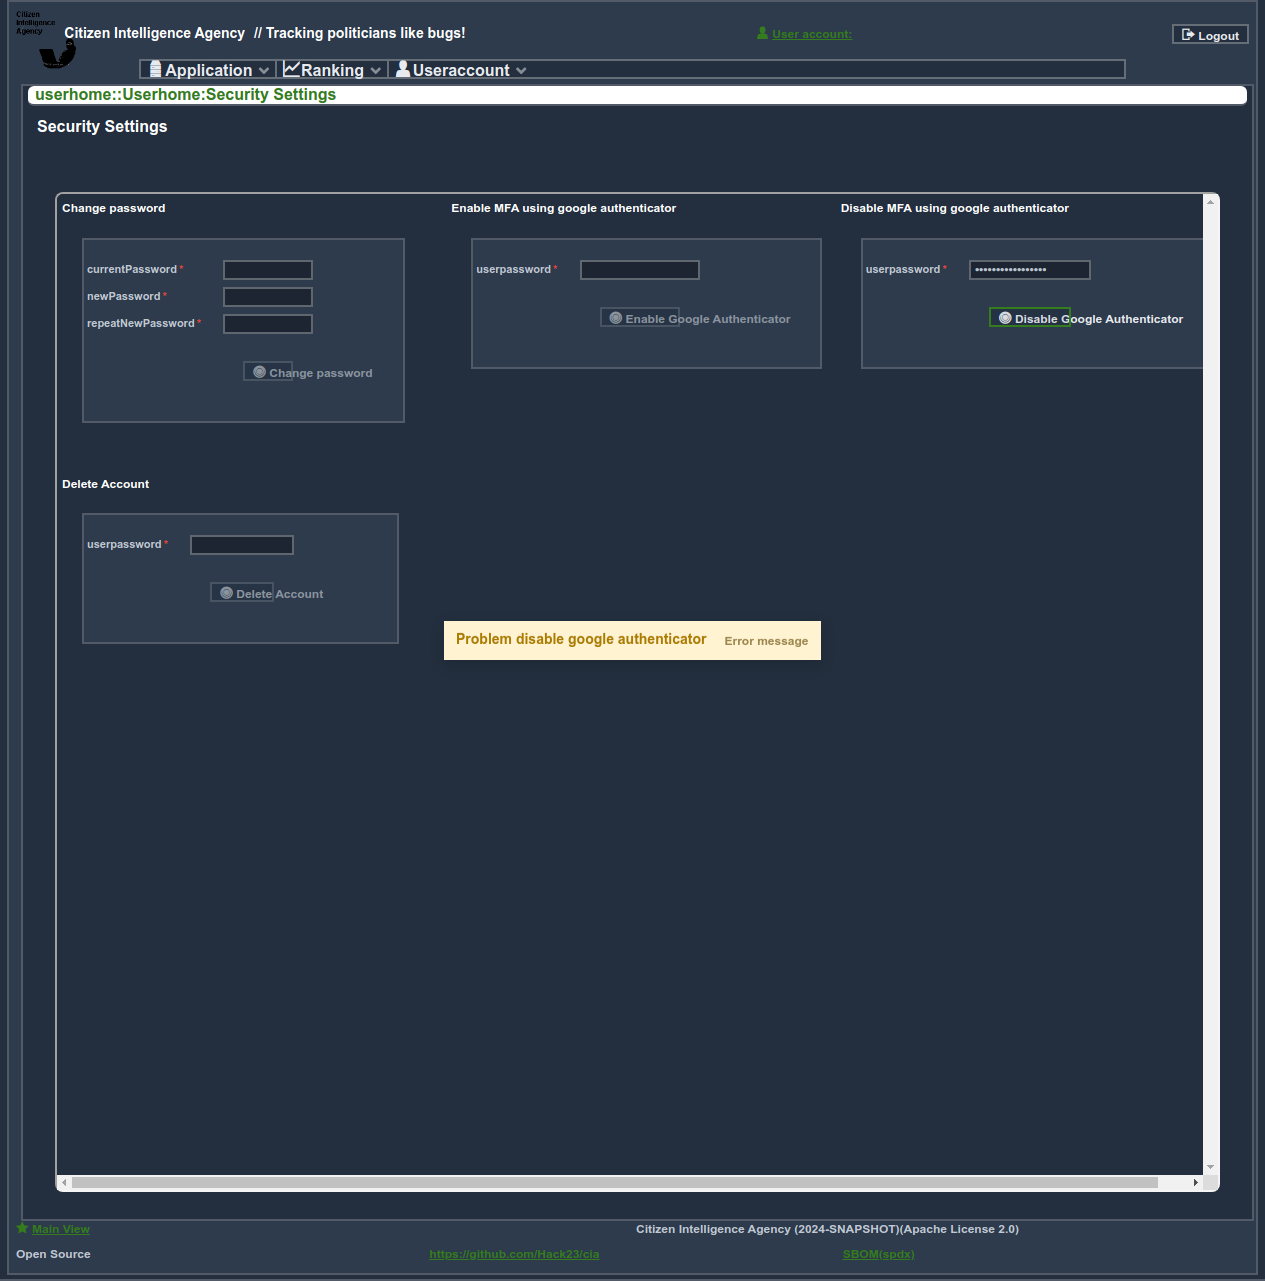 Citizen
Intelligence
Agency
Citizen Intelligence Agency // Tracking politicians like bugs!
User account:
Logout
Application
Ranking
Useraccount
userhome::Userhome:Security Settings
Security Settings
Change password
Enable MFA using google authenticator
Disable MFA using google authenticator
currentPassword *
newPassword *
repeatNewPassword *
Change password
userpassword *
Enable Google Authenticator
userpassword *
•••••••••••••••••
Disable Google Authenticator
Delete Account
userpassword *
Delete Account
Problem disable google authenticator Error message
Main View
Citizen Intelligence Agency (2024-SNAPSHOT)(Apache License 2.0)
Open Source
https://github.com/Hack23/cia
SBOM(spdx)